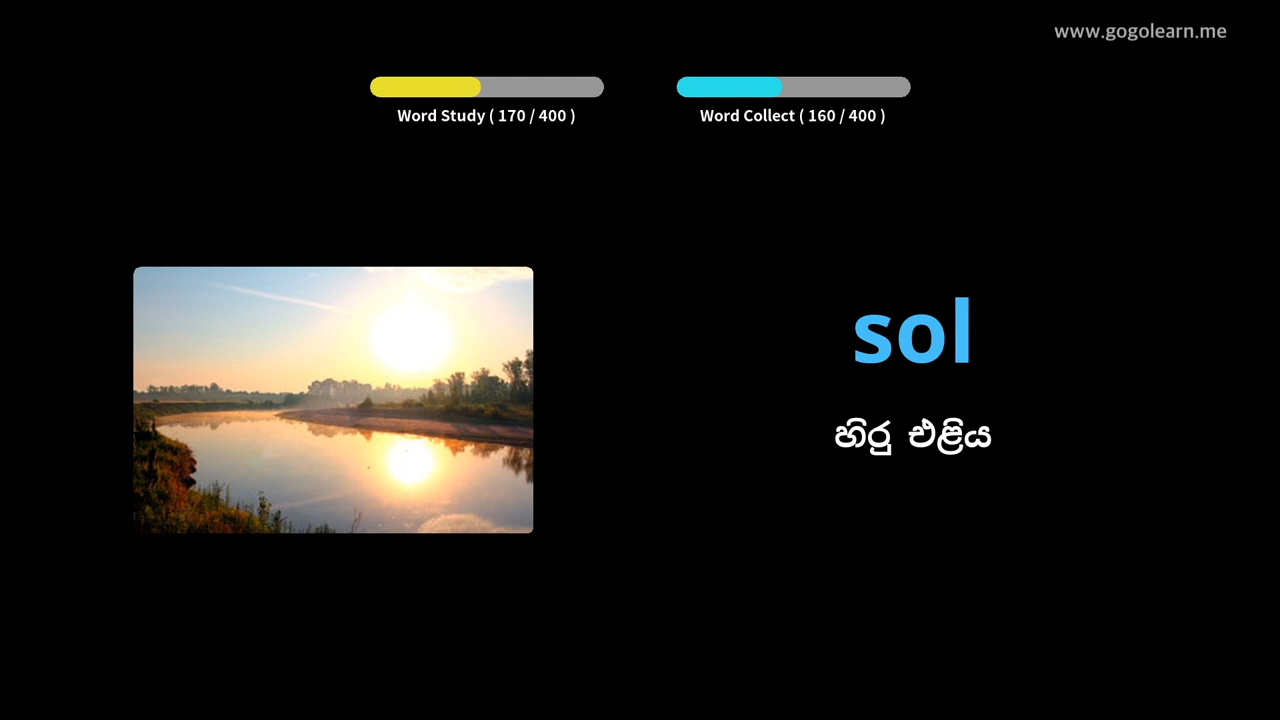 www.gogolearn.me
Word Study ( 170 / 400 )
Word Collect ( 160 / 400 )
sol
හිරු එළිය